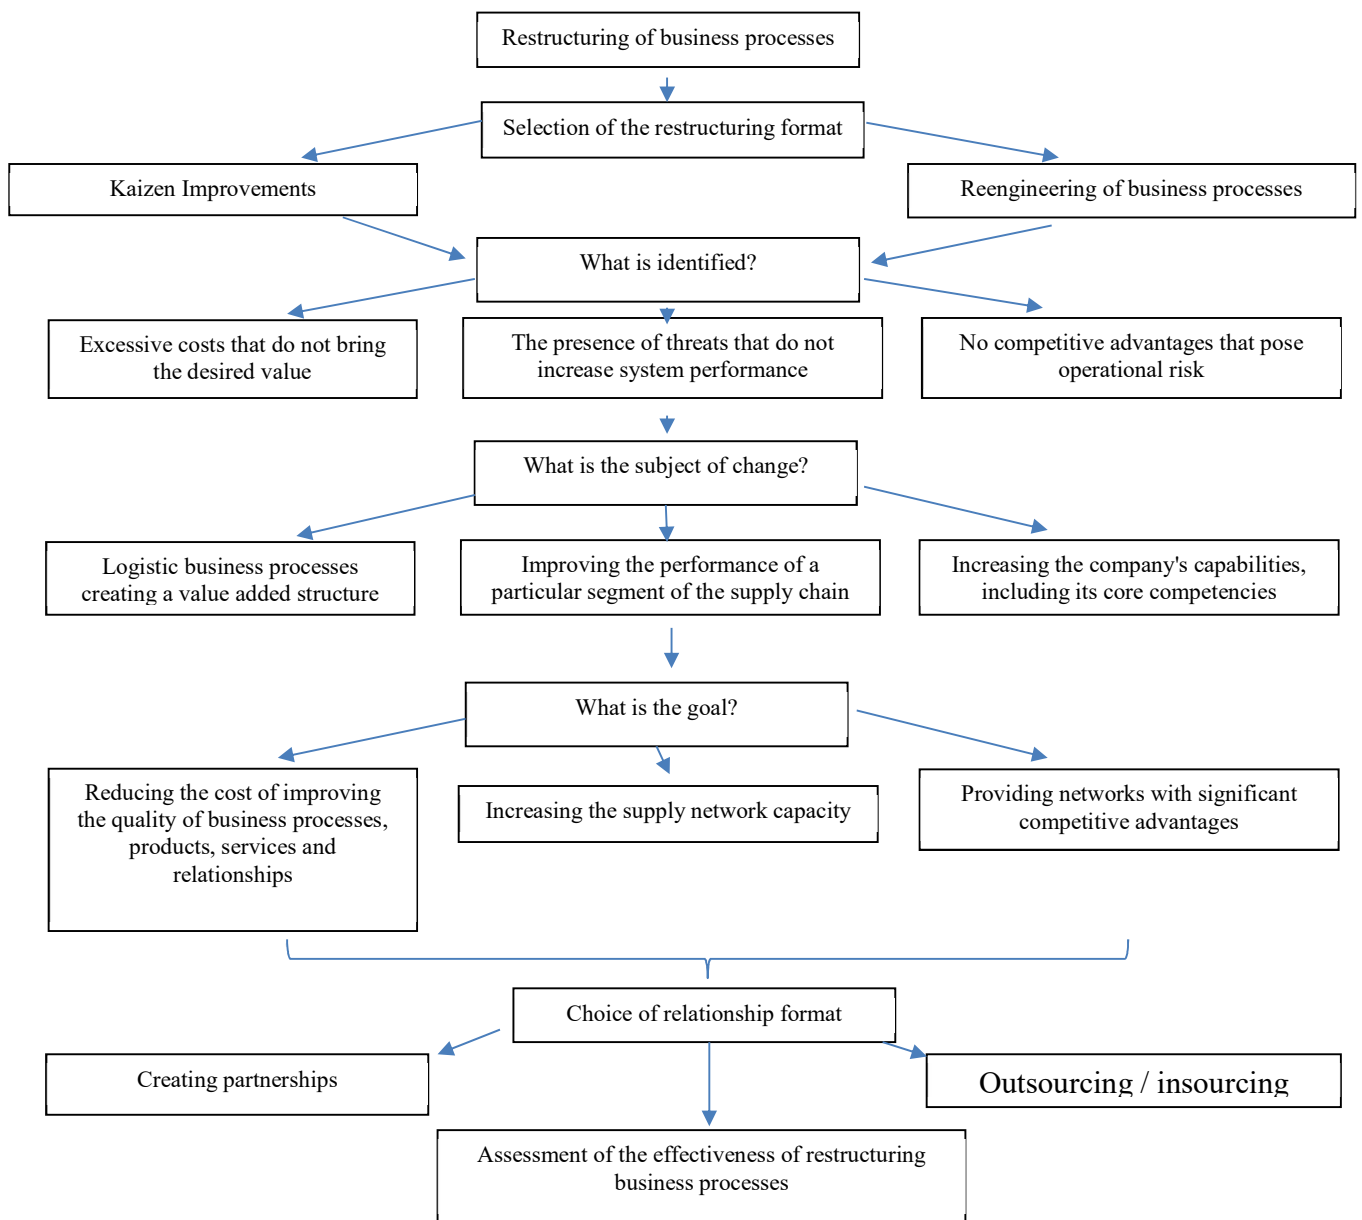 Restructuring of business processes
Selection of the restructuring format
Kaizen Improvements
Reengineering of business processes
What is identified?
Excessive costs that do not bring
the desired value
The presence of threats that do not
increase system performance
No competitive advantages that pose
operational risk
What is the subject of change?
Logistic business processes
creating a value added structure
Improving the performance of a
particular segment of the supply chain
Increasing the company's capabilities,
including its core competencies
What is the goal?
Reducing the cost of improving
the quality of business processes,
products, services and
relationships
Increasing the supply network capacity
Providing networks with significant
competitive advantages
Choice of relationship format
Creating partnerships
Outsourcing / insourcing
Assessment of the effectiveness of restructuring
business processes